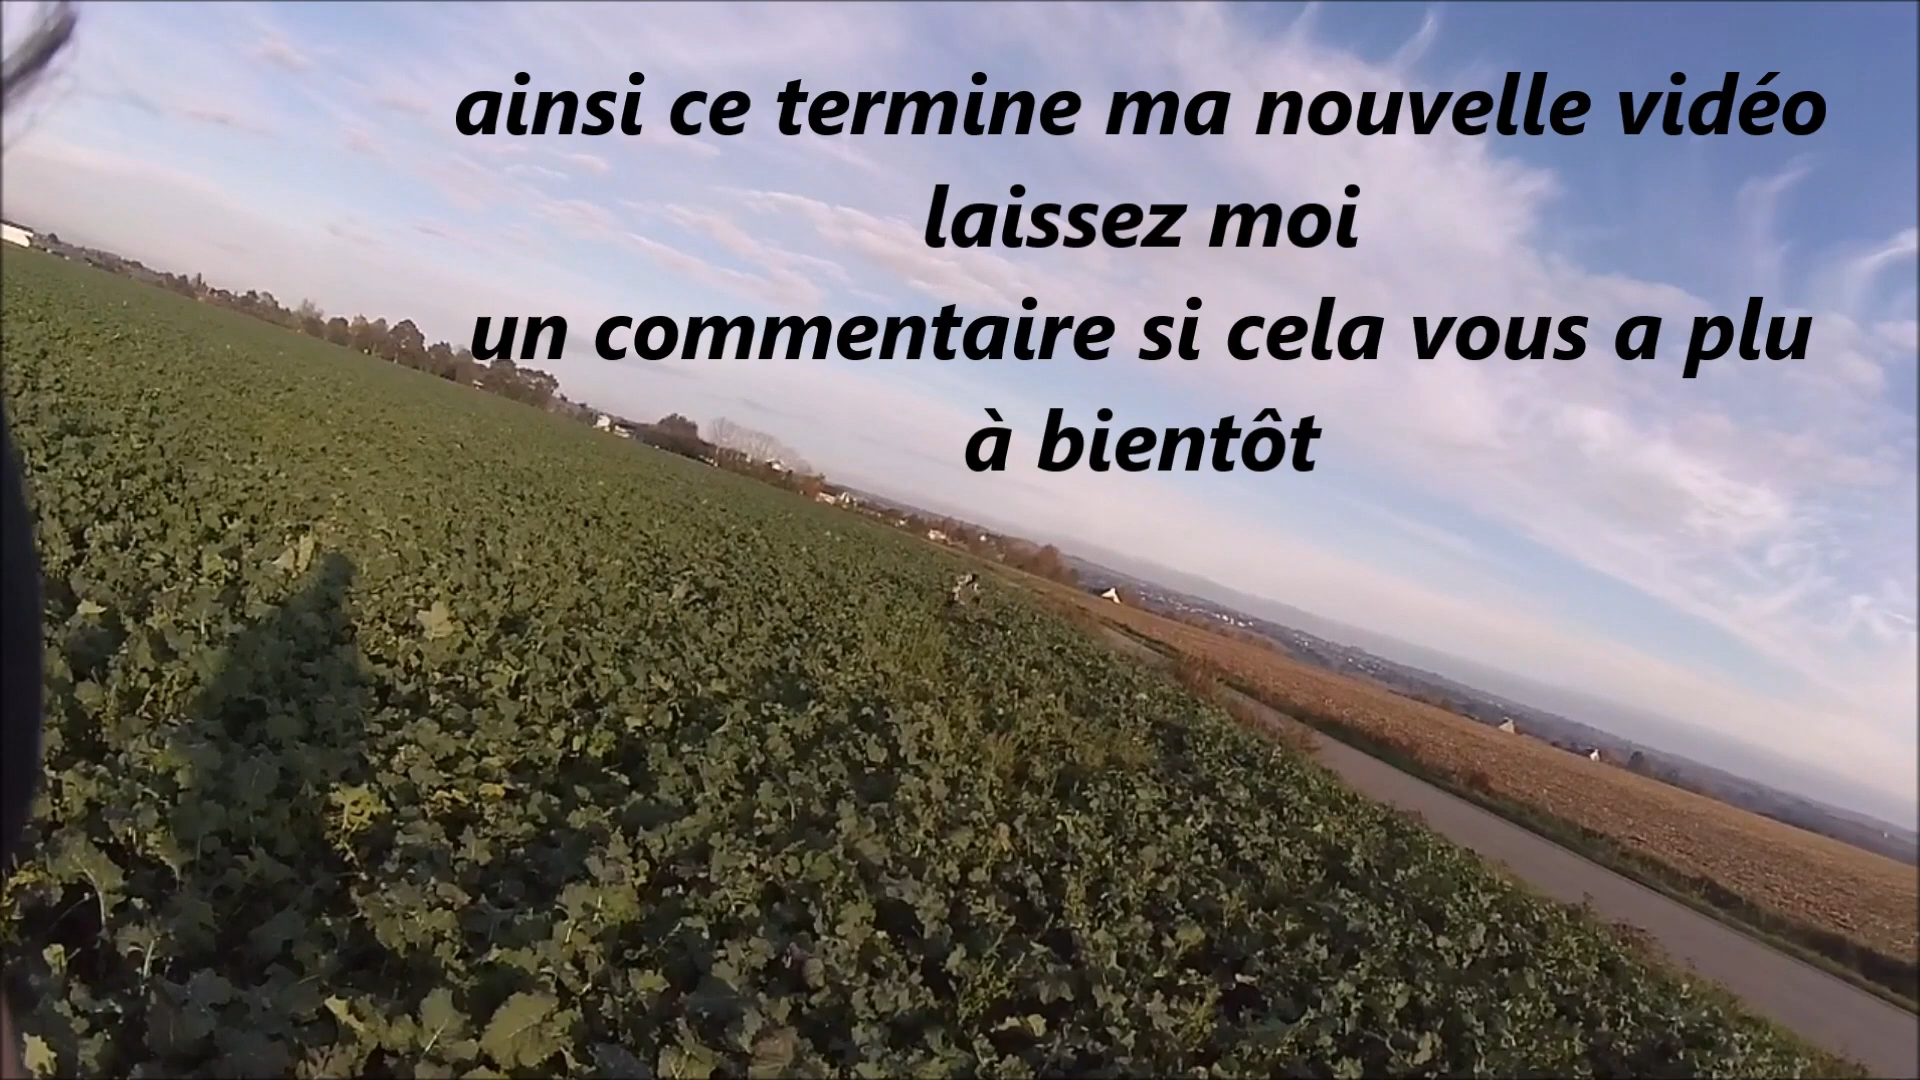 ainsi ce termine ma nouvelle vidéo
laissez moi
un commentaire si cela vous a plu
à bientôt